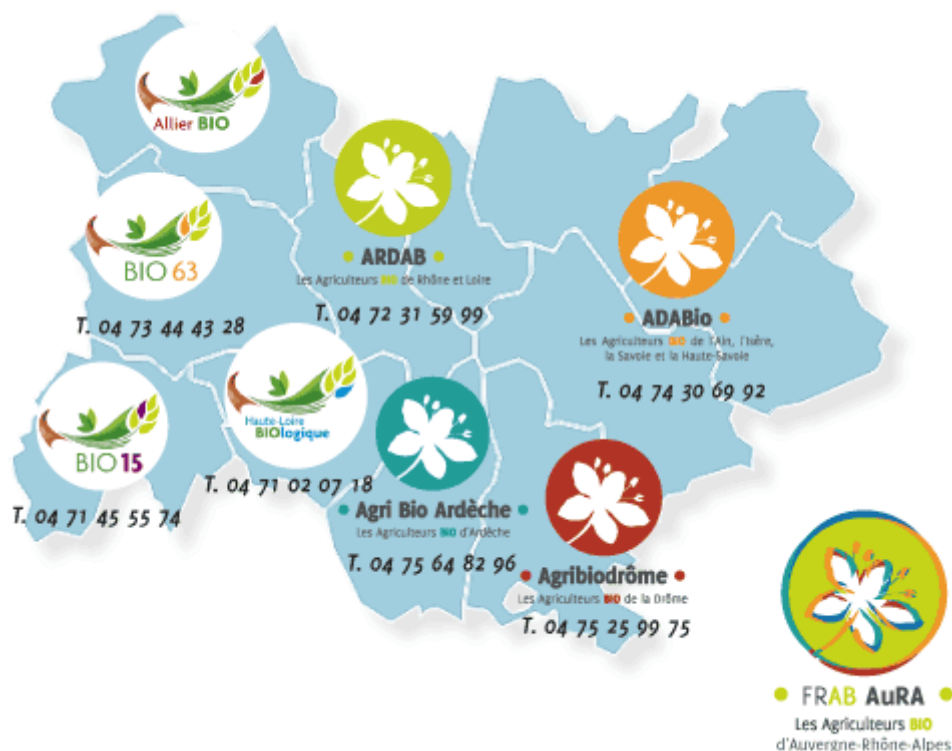 Allier BIO
BIO 63
T. 04 73 44 43 28
• ARDAB •
Les Agriculteurs BIO de Rhône et Loire
T. 04 72 31 59 99
• ADABio •
Les Agriculteurs BIO de l'Ain, l'Isère,
la Savoie et la Haute-Savoie
T. 04 74 30 69 92
BIO 15
T. 04 71 45 55 74
Haute-Loire
BIOlogique
T. 04 71 02 07 18
• Agri Bio Ardèche •
Les Agriculteurs BIO d'Ardèche
T. 04 75 64 82 96
• Agribiodrôme •
Les Agriculteurs BIO de la Drôme
T. 04 75 25 99 75
• FRAB AuRA •
Les Agriculteurs BIO
d'Auvergne-Rhône-Alpes